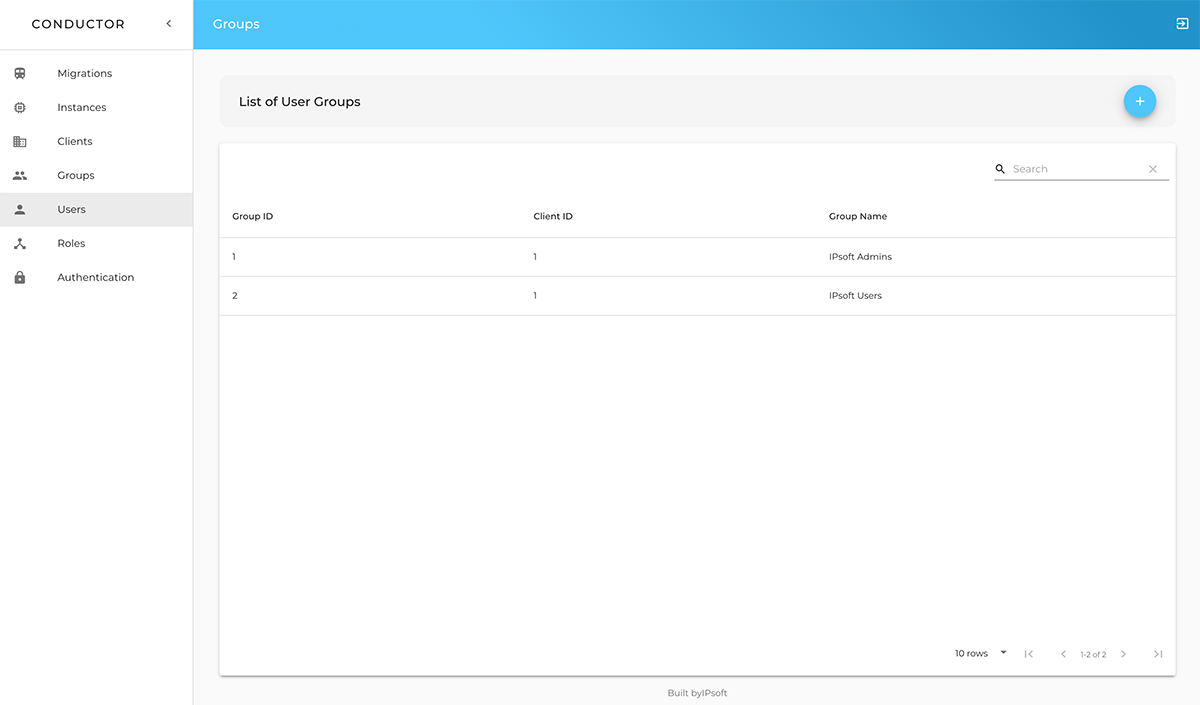 CONDUCTOR
Groups
Migrations
Instances
Clients
Groups
Users
Roles
Authentication
List of User Groups
Search
Group ID Client ID Group Name
1 1 IPsoft Admins
2 1 IPsoft Users
10 rows 1-2 of 2
Built byIPsoft